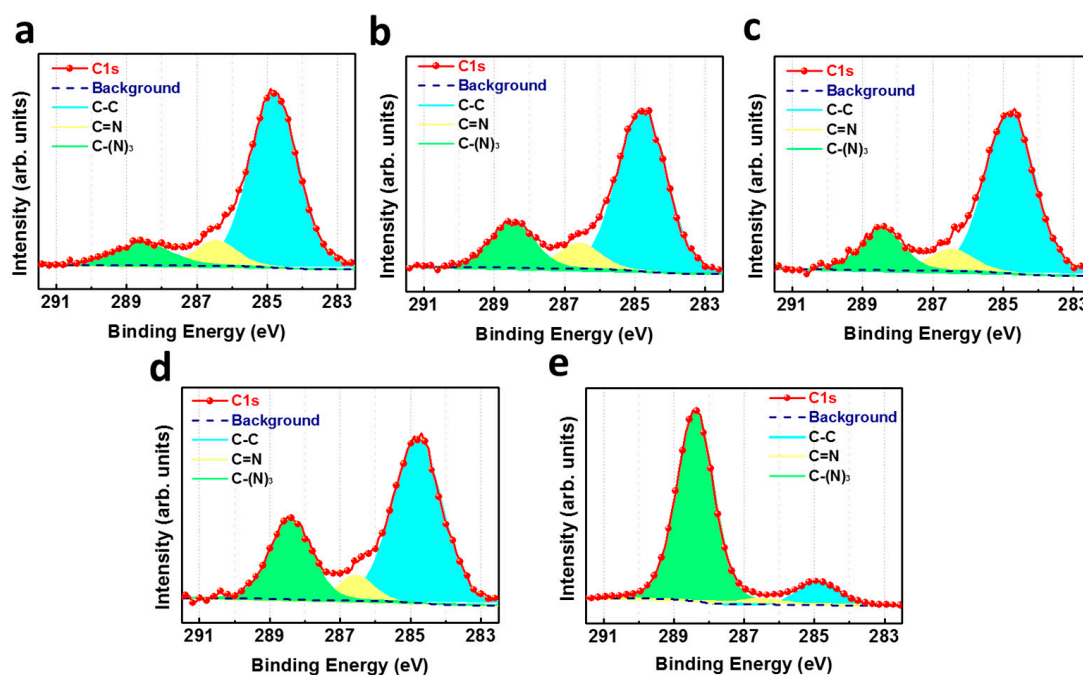 a
C1s
Background
C-C
C=N
C-(N)₃
Intensity (arb. units)
291 289 287 285 283
Binding Energy (eV)
b
C1s
Background
C-C
C=N
C-(N)₃
Intensity (arb. units)
291 289 287 285 283
Binding Energy (eV)
c
C1s
Background
C-C
C=N
C-(N)₃
Intensity (arb. units)
291 289 287 285 283
Binding Energy (eV)
d
C1s
Background
C-C
C=N
C-(N)₃
Intensity (arb. units)
291 289 287 285 283
Binding Energy (eV)
e
C1s
Background
C-C
C=N
C-(N)₃
Intensity (arb. units)
291 289 287 285 283
Binding Energy (eV)